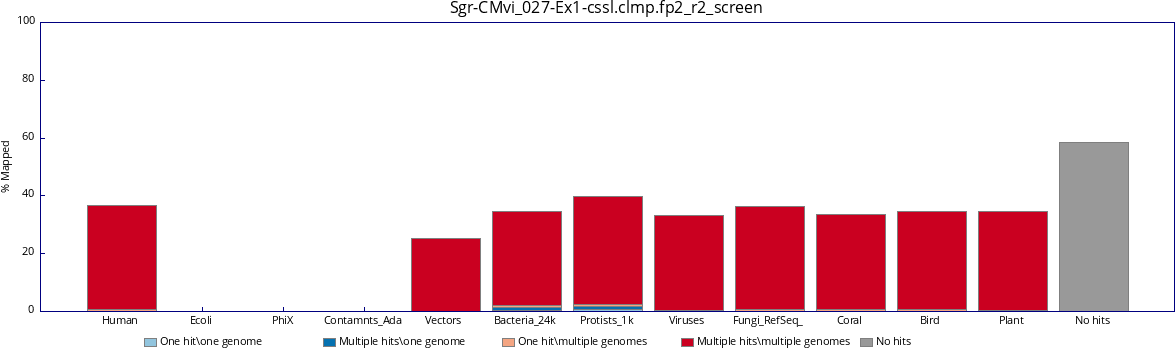 Sgr-CMvi_027-Ex1-cssl.clmp.fp2_r2_screen
100
80
60
40
20
0
% Mapped
Human Ecoli PhiX Contamnts_Ada Vectors Bacteria_24k Protists_1k Viruses Fungi_RefSeq_ Coral Bird Plant No hits
One hit\one genome Multiple hits\one genome One hit\multiple genomes Multiple hits\multiple genomes No hits